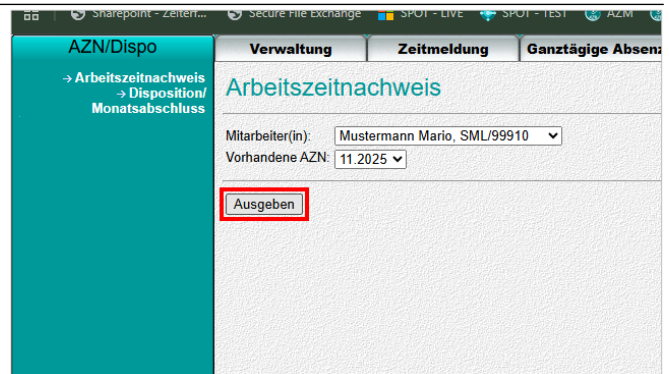 Sharepoint - Zeiterf... Secure File Exchange SPOT - LIVE SPOT - TEST AZM
AZN/Dispo Verwaltung Zeitmeldung Ganztägige Absenz
→ Arbeitszeitnachweis
→ Disposition/
Monatsabschluss
Arbeitszeitnachweis
Mitarbeiter(in): Mustermann Mario, SML/99910
Vorhandene AZN: 11.2025
Ausgeben